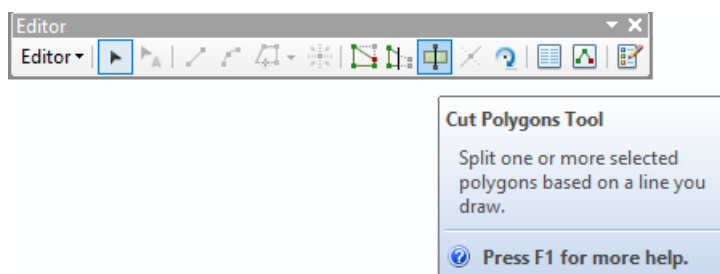 Editor
Editor
Cut Polygons Tool
Split one or more selected
polygons based on a line you
draw.
Press F1 for more help.